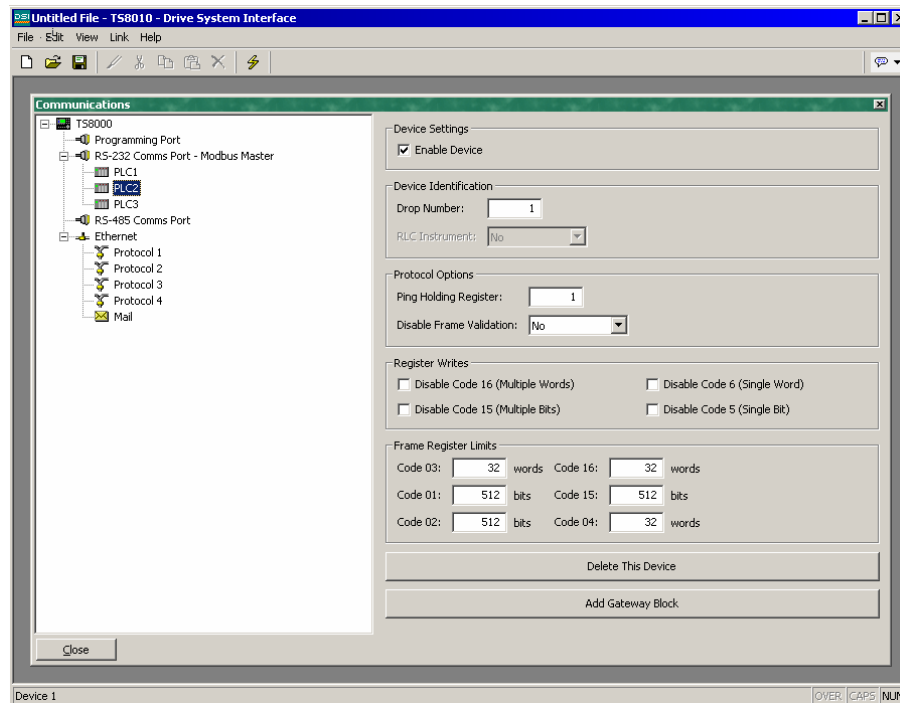 Untitled File - TS8010 - Drive System Interface
File Edit View Link Help
Communications
TS8000
Programming Port
RS-232 Comms Port - Modbus Master
PLC1
PLC2
PLC3
RS-485 Comms Port
Ethernet
Protocol 1
Protocol 2
Protocol 3
Protocol 4
Mail
Device Settings
Enable Device
Device Identification
Drop Number: 1
RLC Instrument: No
Protocol Options
Ping Holding Register: 1
Disable Frame Validation: No
Register Writes
Disable Code 16 (Multiple Words) Disable Code 6 (Single Word)
Disable Code 15 (Multiple Bits) Disable Code 5 (Single Bit)
Frame Register Limits
Code 03: 32 words Code 16: 32 words
Code 01: 512 bits Code 15: 512 bits
Code 02: 512 bits Code 04: 32 words
Delete This Device
Add Gateway Block
Close
Device 1 OVER CAPS NUM